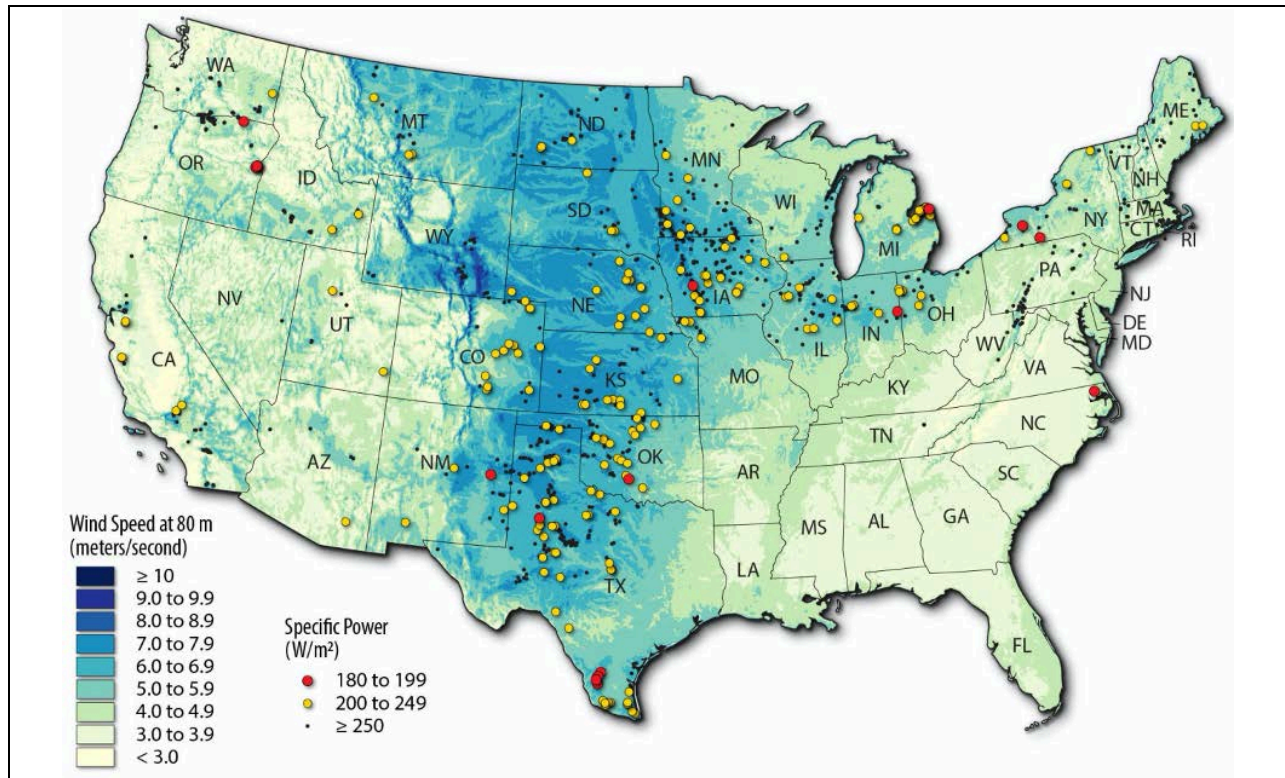 WA
MT
ND
MN
ME
OR
ID
VT
NH
SD
WI
MA
NY
CT
RI
WY
MI
PA
NV
NE
IA
NJ
UT
OH
CO
IL
IN
DE
CA
WV
MD
KS
MO
VA
KY
NC
TN
AZ
NM
OK
AR
SC
MS
AL
GA
LA
TX
FL
Wind Speed at 80 m
(meters/second)
≥ 10
9.0 to 9.9
8.0 to 8.9
7.0 to 7.9
6.0 to 6.9
5.0 to 5.9
4.0 to 4.9
3.0 to 3.9
< 3.0
Specific Power
(W/m²)
180 to 199
200 to 249
≥ 250